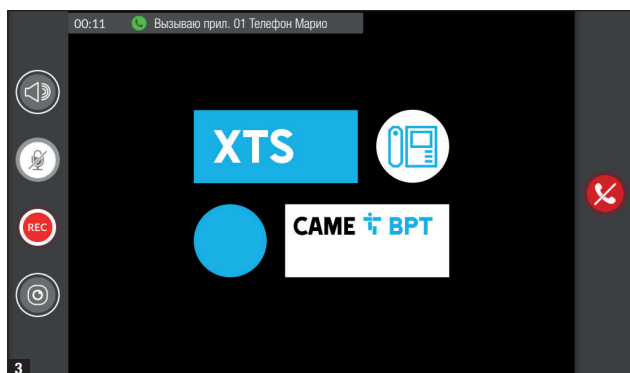 00:11 Вызываю прил. 01 Телефон Марио
XTS
CAME BPT
REC
3